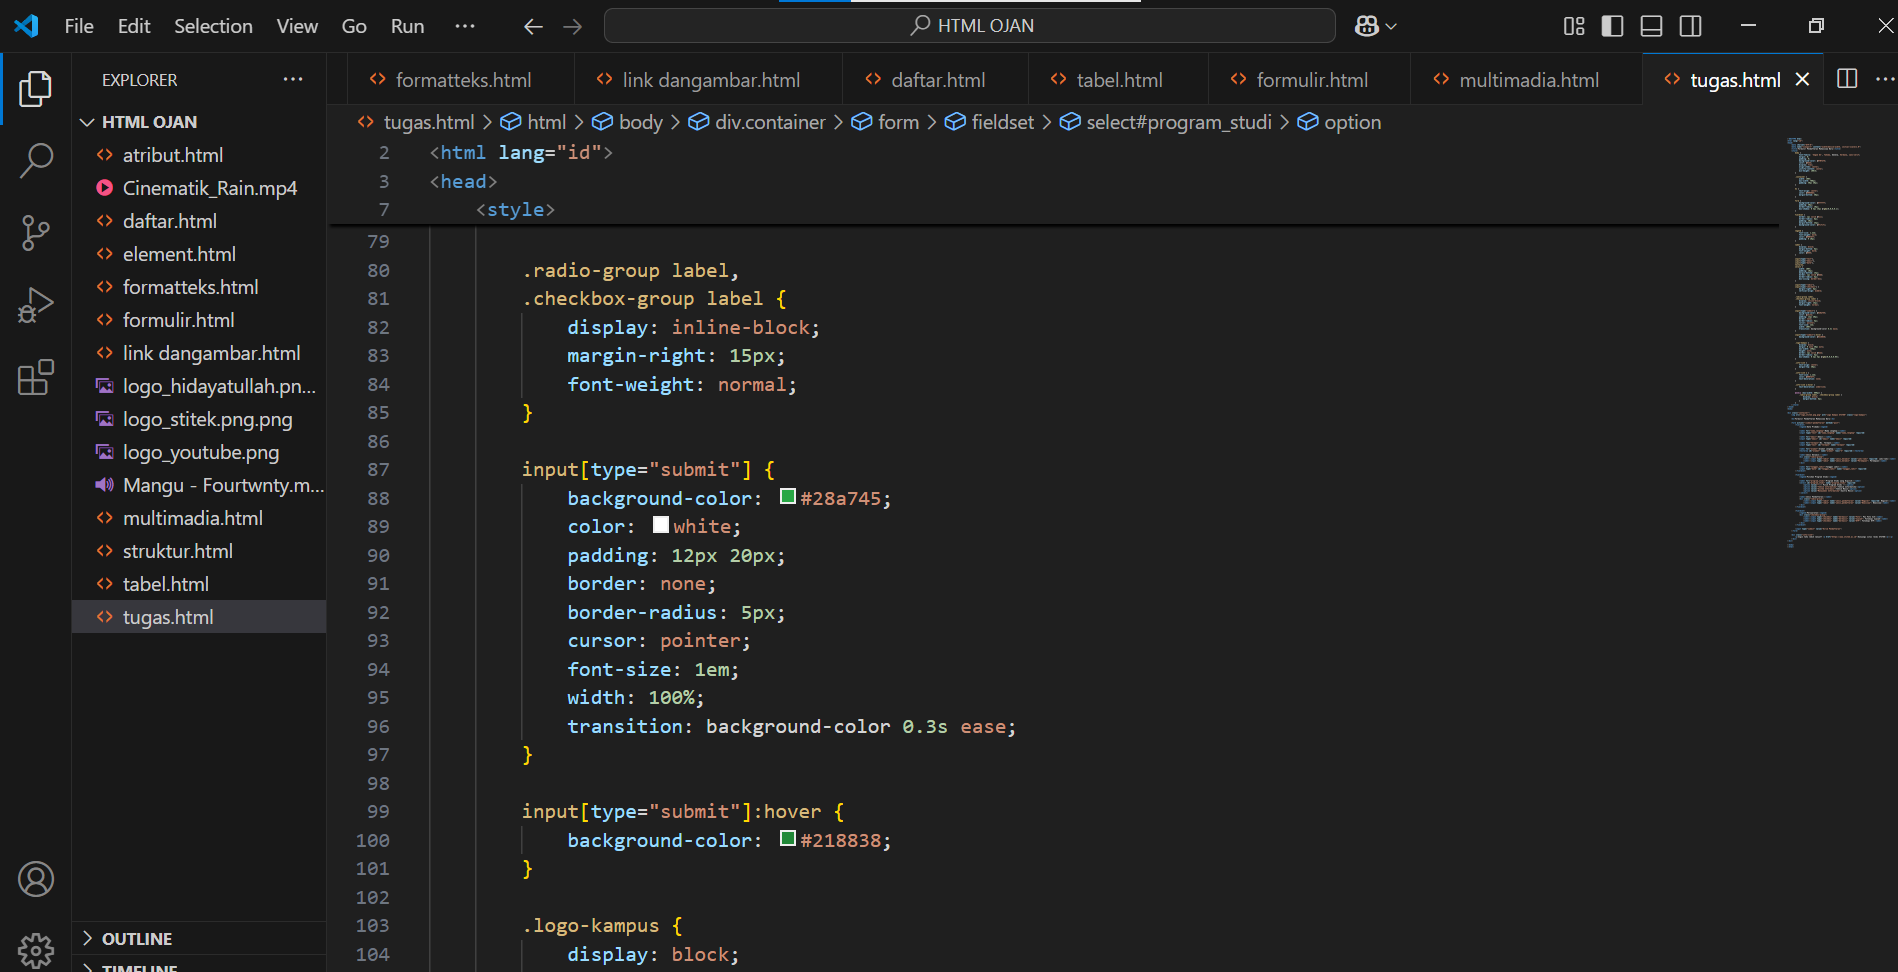 File Edit Selection View Go Run ··· HTML OJAN
EXPLORER ···
HTML OJAN
atribut.html
Cinematik_Rain.mp4
daftar.html
element.html
formatteks.html
formulir.html
link dangambar.html
logo_hidayatullah.pn...
logo_stitek.png.png
logo_youtube.png
Mangu - Fourtwnty.m...
multimadia.html
struktur.html
tabel.html
tugas.html
OUTLINE
TIMELINE
formatteks.html link dangambar.html daftar.html tabel.html formulir.html multimadia.html tugas.html
tugas.html > html > body > div.container > form > fieldset > select#program_studi > option
2 <html lang="id">
3 <head>
7 <style>
79
80 .radio-group label,
81 .checkbox-group label {
82 display: inline-block;
83 margin-right: 15px;
84 font-weight: normal;
85 }
86
87 input[type="submit"] {
88 background-color: #28a745;
89 color: white;
90 padding: 12px 20px;
91 border: none;
92 border-radius: 5px;
93 cursor: pointer;
94 font-size: 1em;
95 width: 100%;
96 transition: background-color 0.3s ease;
97 }
98
99 input[type="submit"]:hover {
100 background-color: #218838;
101 }
102
103 .logo-kampus {
104 display: block;